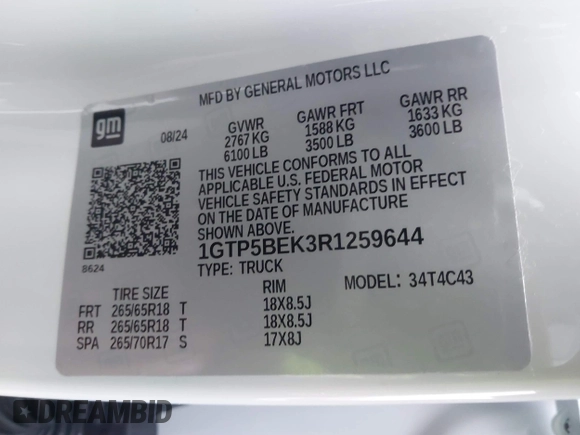 MFD BY GENERAL MOTORS LLC
gm
08/24
GVWR GAWR FRT GAWR RR
2767 KG 1588 KG 1633 KG
6100 LB 3500 LB 3600 LB
THIS VEHICLE CONFORMS TO ALL
APPLICABLE U.S. FEDERAL MOTOR
VEHICLE SAFETY STANDARDS IN EFFECT
ON THE DATE OF MANUFACTURE
SHOWN ABOVE.
8624
1GTP5BEK3R1259644
TYPE: TRUCK MODEL: 34T4C43
TIRE SIZE RIM
FRT 265/65R18 T 18X8.5J
RR 265/65R18 T 18X8.5J
SPA 265/70R17 S 17X8J
DREAMBID